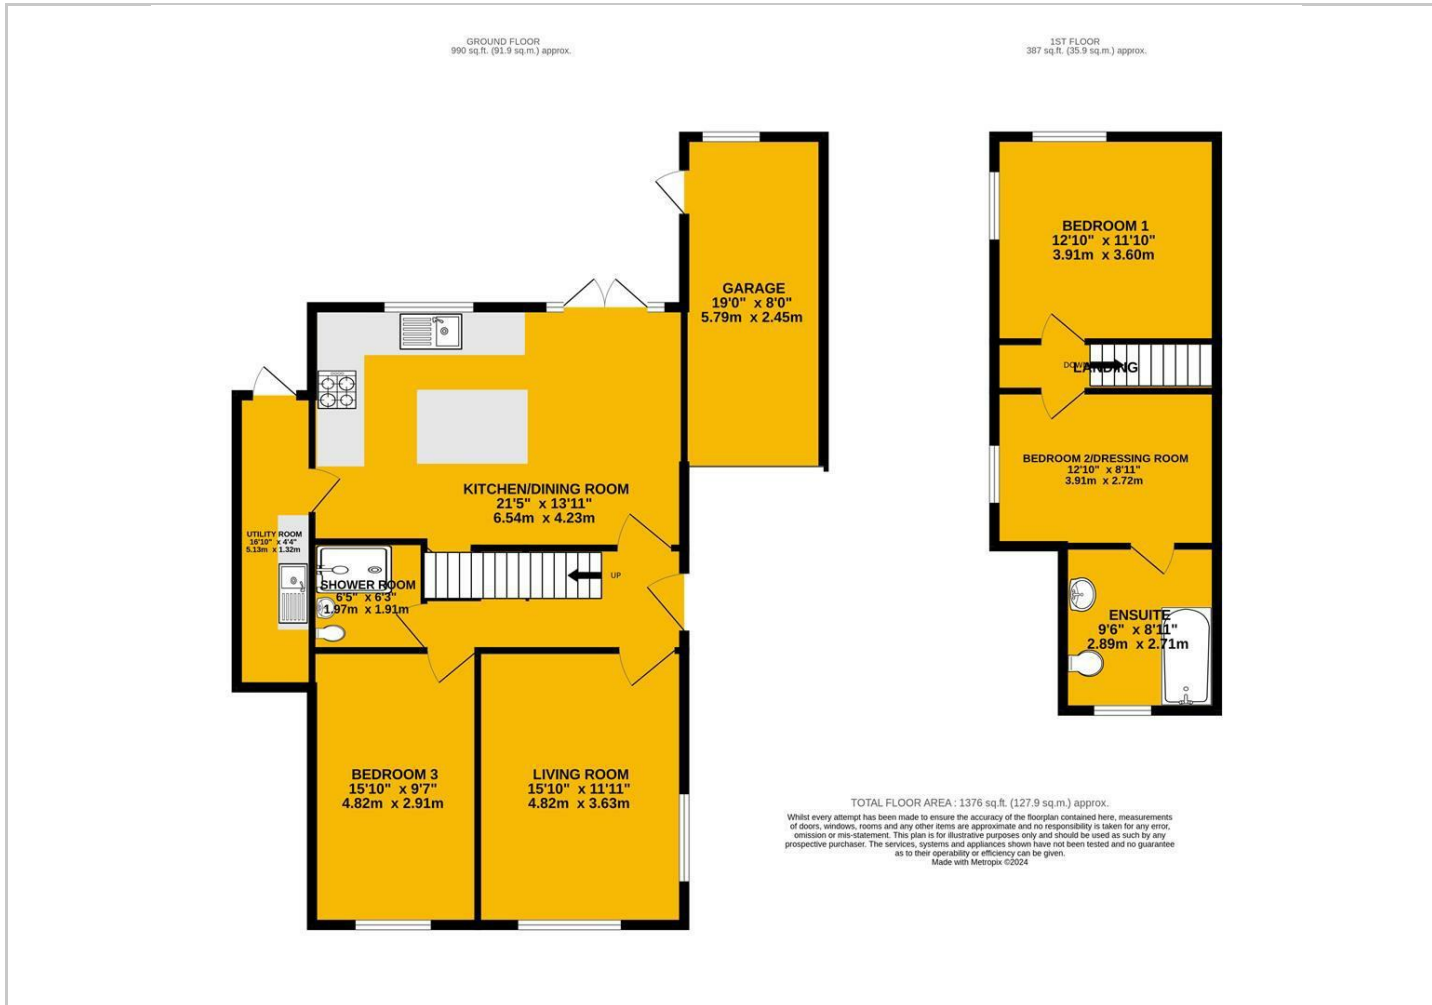 GROUND FLOOR
990 sq.ft. (91.9 sq.m.) approx.
1ST FLOOR
387 sq.ft. (35.9 sq.m.) approx.
GARAGE
19'0" x 8'0"
5.79m x 2.45m
KITCHEN/DINING ROOM
21'5" x 13'11"
6.54m x 4.23m
UTILITY ROOM
16'10" x 4'4"
5.13m x 1.32m
SHOWER ROOM
6'5" x 6'3"
1.97m x 1.91m
UP
BEDROOM 3
15'10" x 9'7"
4.82m x 2.91m
LIVING ROOM
15'10" x 11'11"
4.82m x 3.63m
BEDROOM 1
12'10" x 11'10"
3.91m x 3.60m
DOWN
LANDING
BEDROOM 2/DRESSING ROOM
12'10" x 8'11"
3.91m x 2.72m
ENSUITE
9'6" x 8'11"
2.89m x 2.71m
TOTAL FLOOR AREA : 1376 sq.ft. (127.9 sq.m.) approx.
Whilst every attempt has been made to ensure the accuracy of the floorplan contained here, measurements
of doors, windows, rooms and any other items are approximate and no responsibility is taken for any error,
omission or mis-statement. This plan is for illustrative purposes only and should be used as such by any
prospective purchaser. The services, systems and appliances shown have not been tested and no guarantee
as to their operability or efficiency can be given.
Made with Metropix ©2024